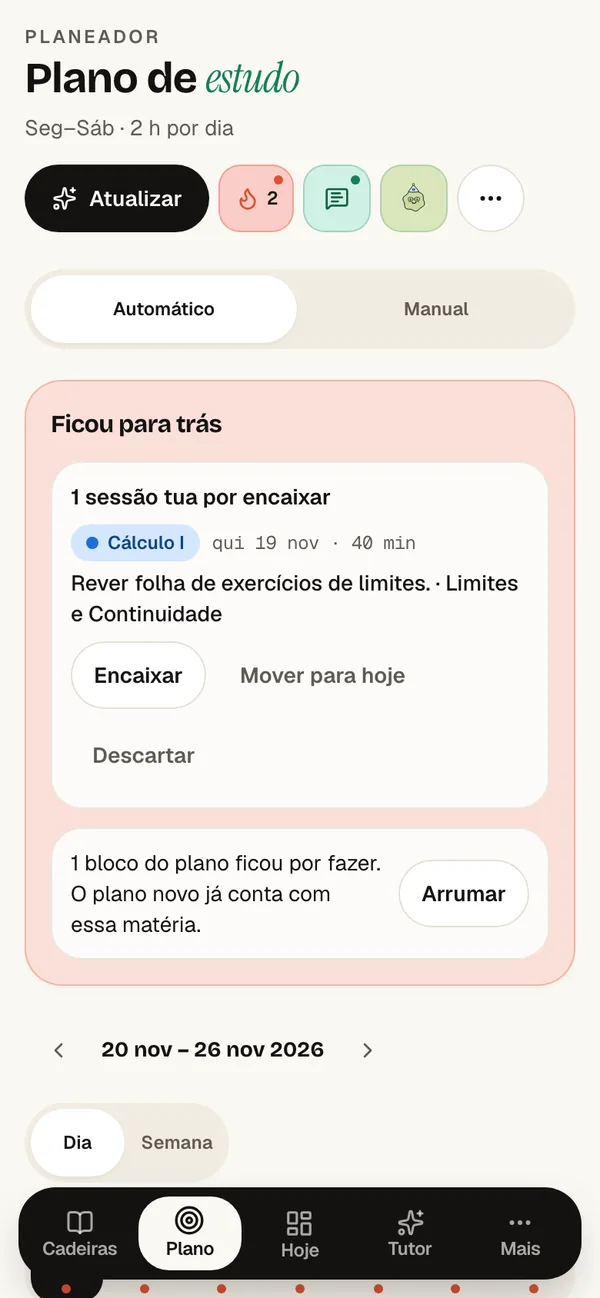 PLANEADOR
Plano de estudo
Seg–Sáb · 2 h por dia
Atualizar
2
Automático
Manual
Ficou para trás
1 sessão tua por encaixar
Cálculo I
qui 19 nov · 40 min
Rever folha de exercícios de limites. · Limites
e Continuidade
Encaixar
Mover para hoje
Descartar
1 bloco do plano ficou por fazer.
O plano novo já conta com
essa matéria.
Arrumar
20 nov – 26 nov 2026
Dia
Semana
Cadeiras
Plano
Hoje
Tutor
Mais